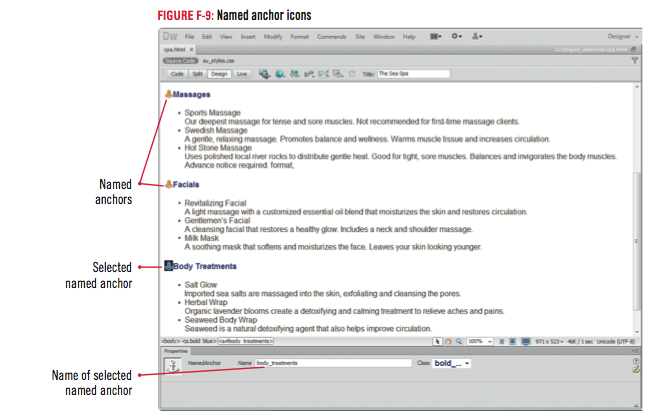 FIGURE F-9: Named anchor icons
DW File Edit View Insert Modify Format Commands Site Window Help Designer
spa.html
Source Code su_styles.css
Code Split Design Live Title: The Sea Spa
Massages
• Sports Massage
Our deepest massage for tense and sore muscles. Not recommended for first-time massage clients.
• Swedish Massage
A gentle, relaxing massage. Promotes balance and wellness. Warms muscle tissue and increases circulation.
• Hot Stone Massage
Uses polished local river rocks to distribute gentle heat. Good for tight, sore muscles. Balances and invigorates the body muscles.
Advance notice required. format,
Named
anchors
Facials
• Revitalizing Facial
A light massage with a customized essential oil blend that moisturizes the skin and restores circulation.
• Gentlemen's Facial
A cleansing facial that restores a healthy glow. Includes a neck and shoulder massage.
• Milk Mask
A soothing mask that softens and moisturizes the face. Leaves your skin looking younger.
Selected
named anchor
Body Treatments
• Salt Glow
Imported sea salts are massaged into the skin, exfoliating and cleansing the pores.
• Herbal Wrap
Organic lavender blooms create a detoxifying and calming treatment to relieve aches and pains.
• Seaweed Body Wrap
Seaweed is a natural detoxifying agent that also helps improve circulation.
<body> <p.bold_blue> <a#body_treatments> 100% 971 x 523 46K / 1 sec Unicode (UTF-8)
Properties
NamedAnchor Name body_treatments Class bold_...
Name of selected
named anchor